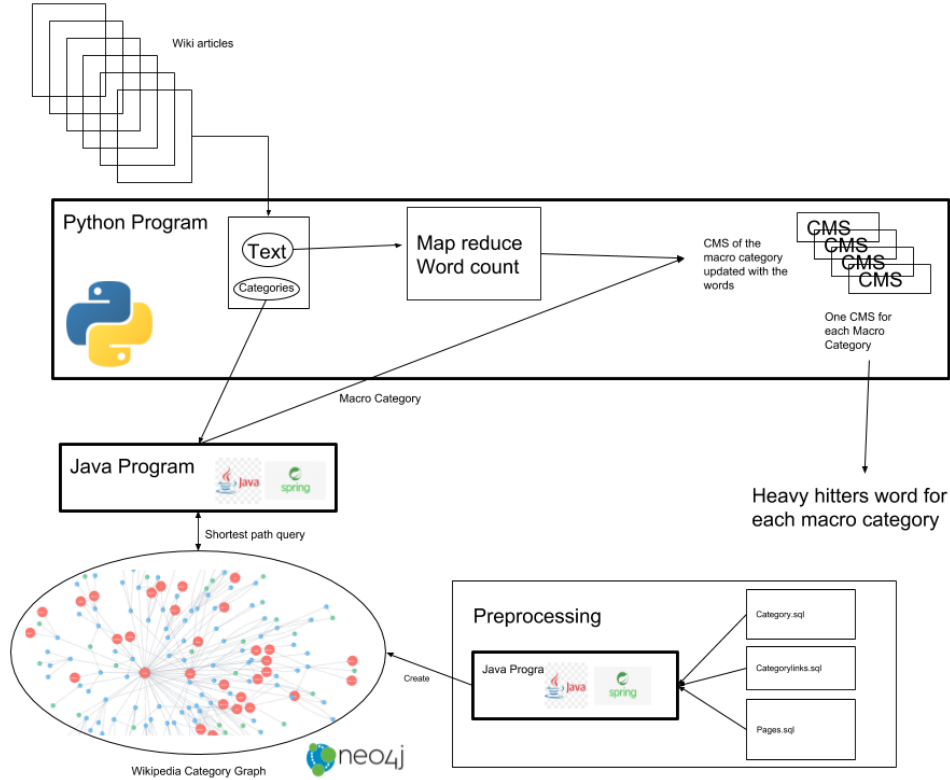 Wiki articles
Python Program
Text
Categories
Map reduce
Word count
CMS of the
macro category
updated with the
words
CMS
CMS
CMS
CMS
One CMS for
each Macro
Category
Macro Category
Java Program
Java
spring
Shortest path query
Heavy hitters word for
each macro category
Preprocessing
Java Progra
Java
spring
Category.sql
Categorylinks.sql
Pages.sql
Create
Wikipedia Category Graph
neo4j